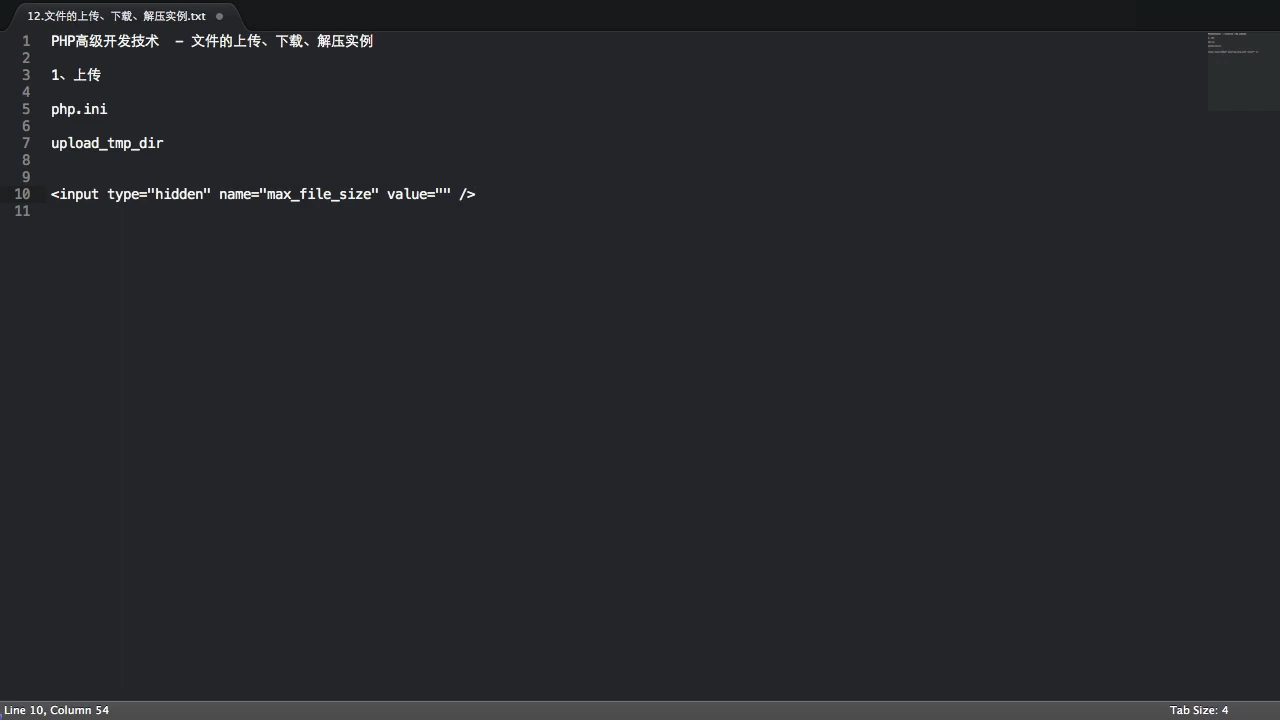 12.文件的上传、下载、解压实例.txt
1 PHP高级开发技术  - 文件的上传、下载、解压实例
2
3 1、上传
4
5 php.ini
6
7 upload_tmp_dir
8
9
10 <input type="hidden" name="max_file_size" value="" />
11
Line 10, Column 54
Tab Size: 4